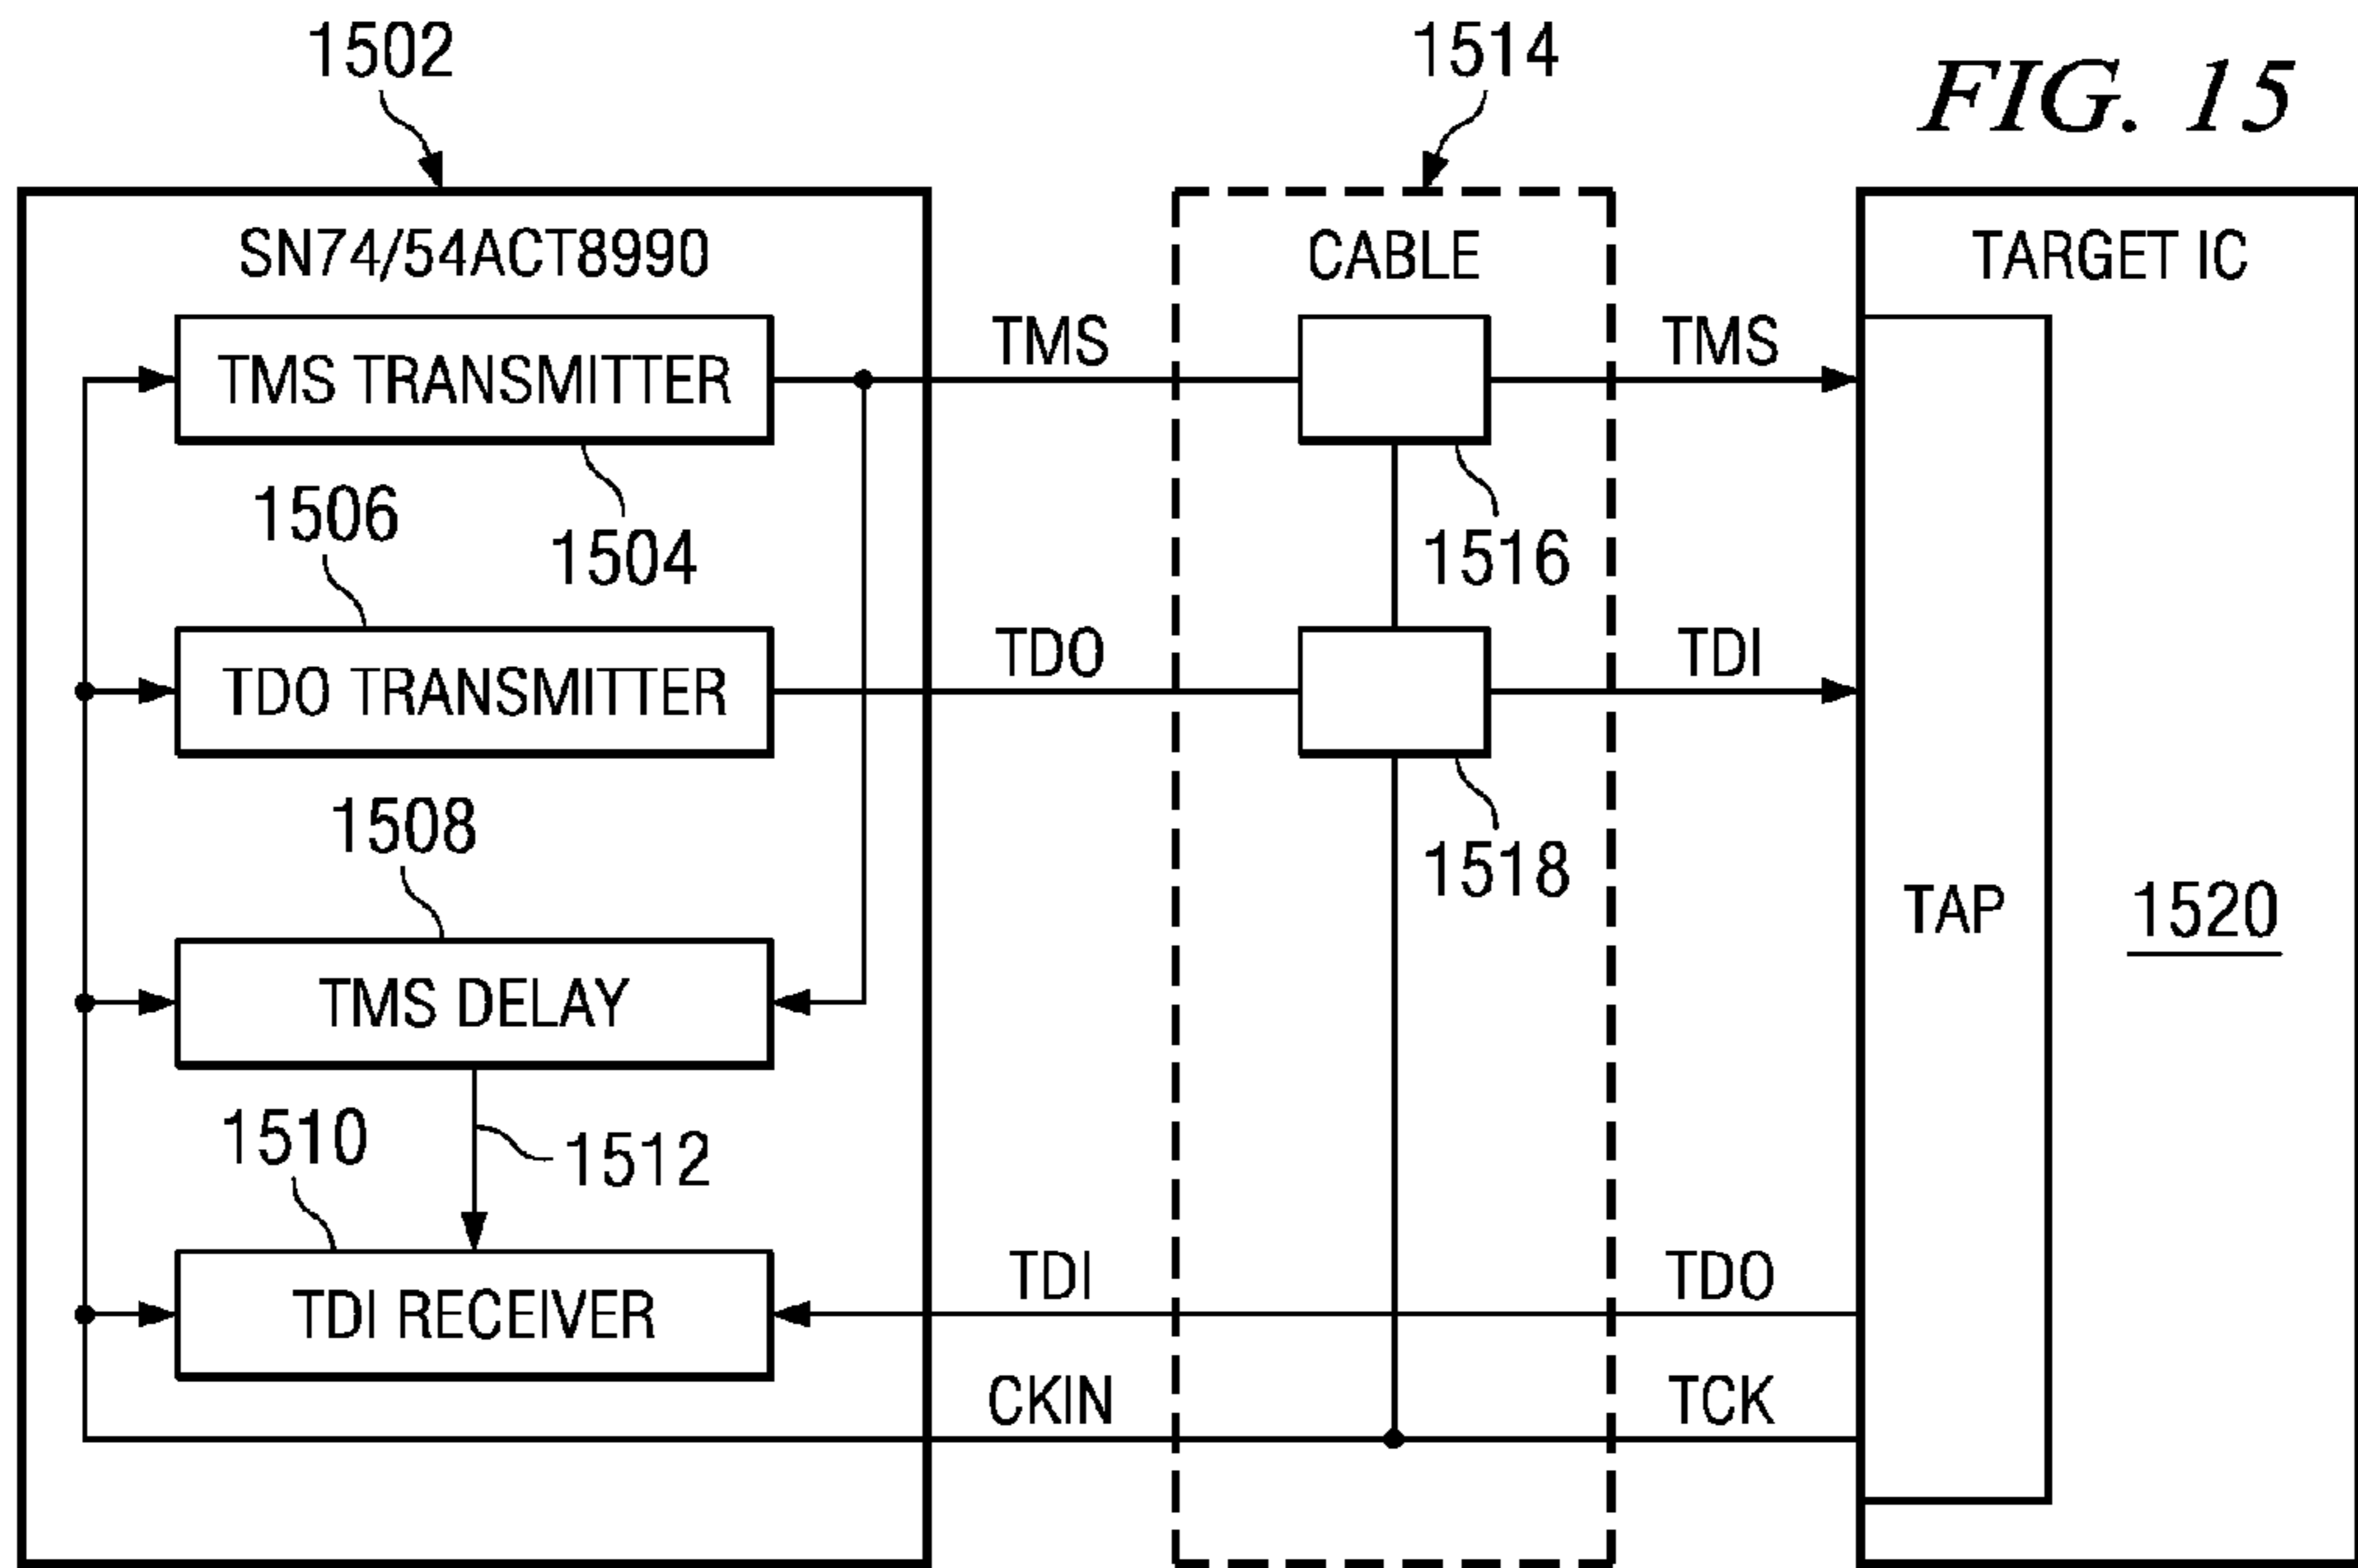 1502
1514
FIG. 15
SN74/54ACT8990
CABLE
TARGET IC
TMS TRANSMITTER
TMS
TMS
1506
1504
1516
TDO TRANSMITTER
TDO
TDI
1508
1518
TAP
1520
TMS DELAY
1510
1512
TDI RECEIVER
TDI
TDO
CKIN
TCK